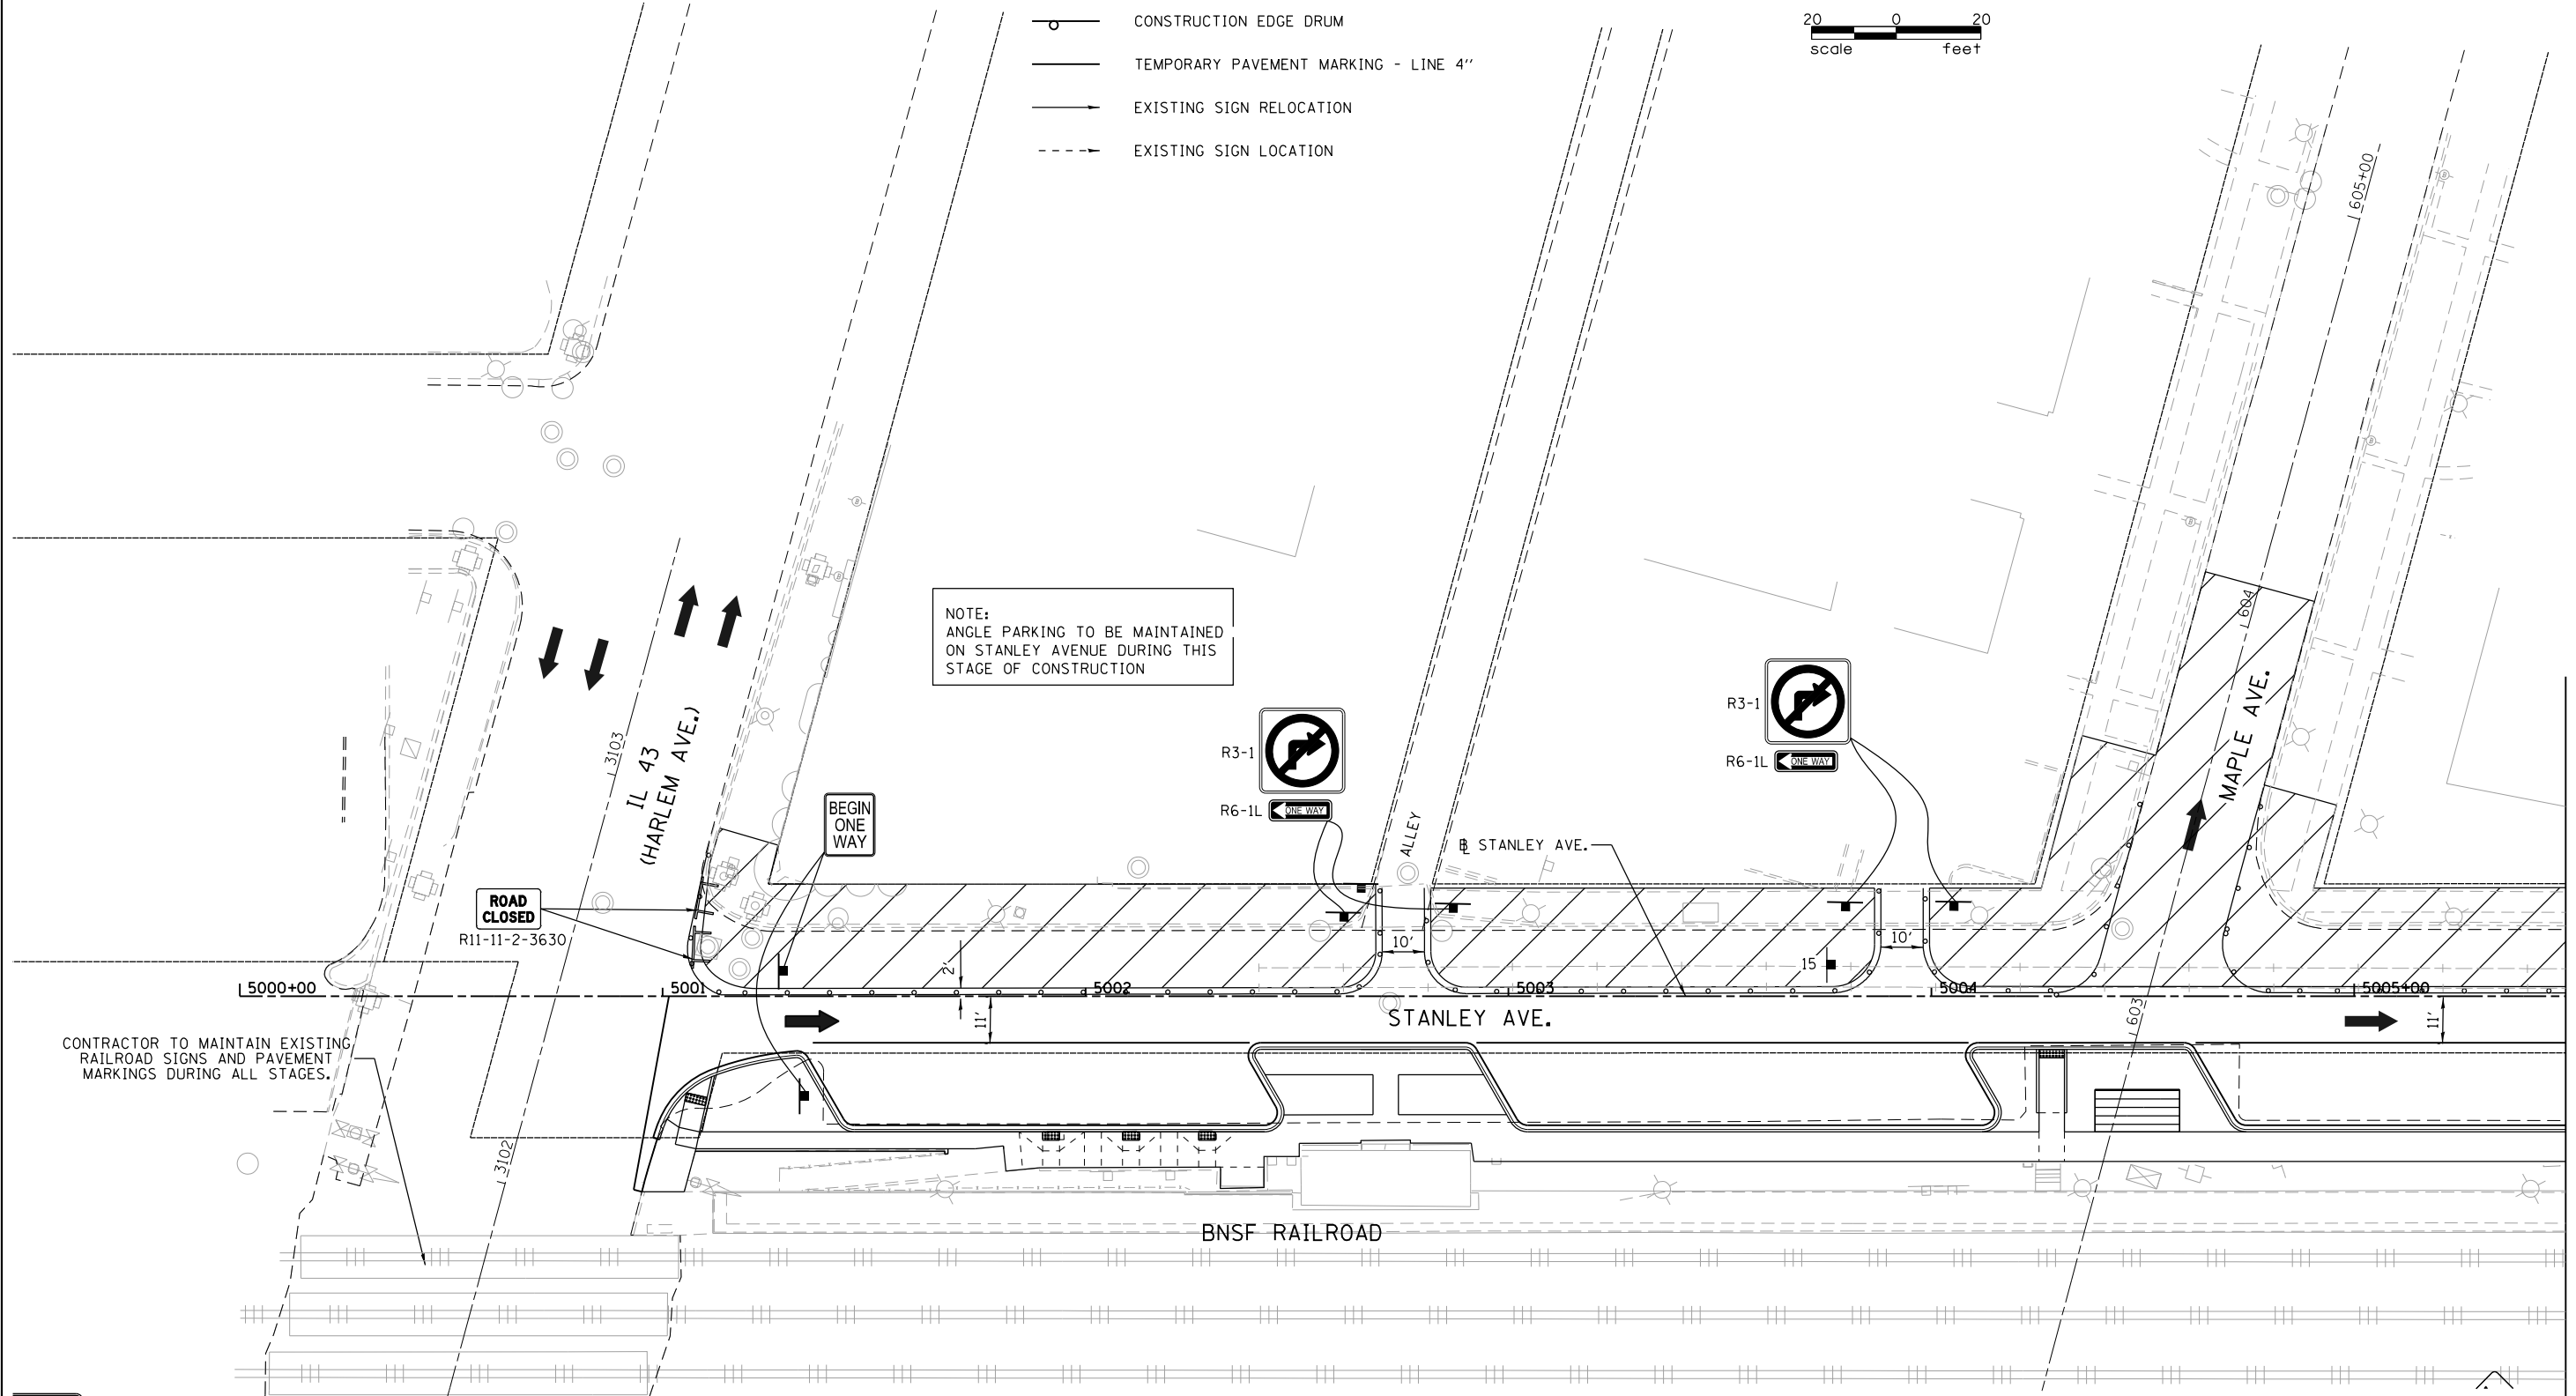 CONSTRUCTION EDGE DRUM
TEMPORARY PAVEMENT MARKING - LINE 4''
EXISTING SIGN RELOCATION
EXISTING SIGN LOCATION
20 0 20
scale feet
605+00
604
603
MAPLE AVE.
NOTE:
ANGLE PARKING TO BE MAINTAINED
ON STANLEY AVENUE DURING THIS
STAGE OF CONSTRUCTION
R3-1
R6-1L
ONE WAY
R3-1
R6-1L
ONE WAY
3103
IL 43
(HARLEM AVE.)
BEGIN
ONE
WAY
ALLEY
℄ STANLEY AVE.
ROAD
CLOSED
R11-11-2-3630
10'
10'
15
2'
5000+00
5001
5002
5003
5004
5005+00
11'
STANLEY AVE.
11'
CONTRACTOR TO MAINTAIN EXISTING
RAILROAD SIGNS AND PAVEMENT
MARKINGS DURING ALL STAGES.
3102
BNSF RAILROAD